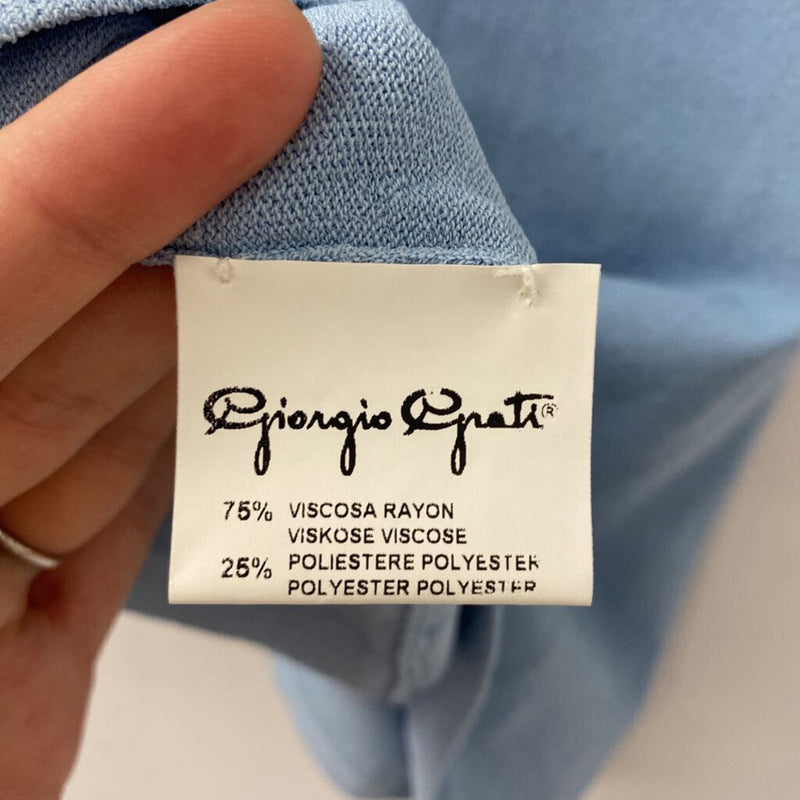 Giorgio Grati®
75% VISCOSA RAYON
VISKOSE VISCOSE
25% POLIESTERE POLYESTER
POLYESTER POLYESTER